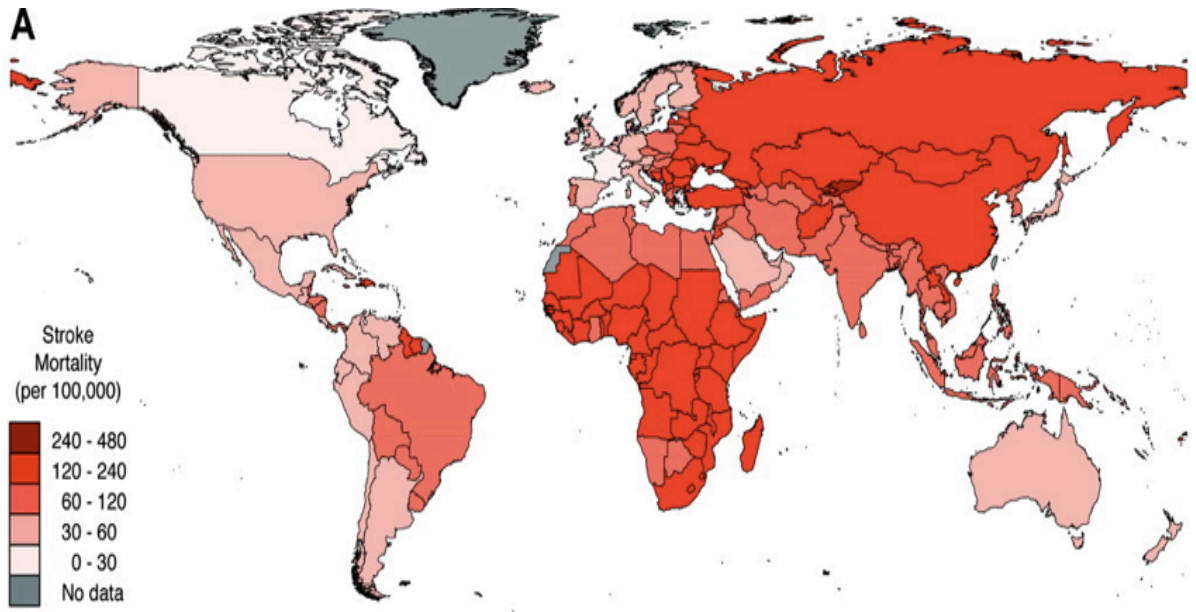 A
Stroke
Mortality
(per 100,000)
240 - 480
120 - 240
60 - 120
30 - 60
0 - 30
No data